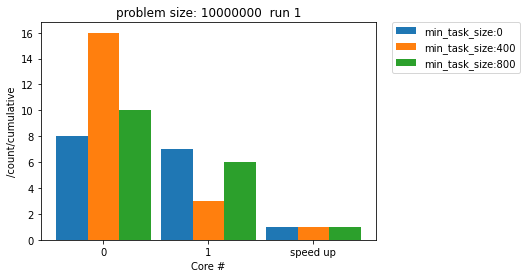 problem size: 10000000  run 1
min_task_size:0
min_task_size:400
min_task_size:800
/count/cumulative
16
14
12
10
8
6
4
2
0
0 1 speed up
Core #